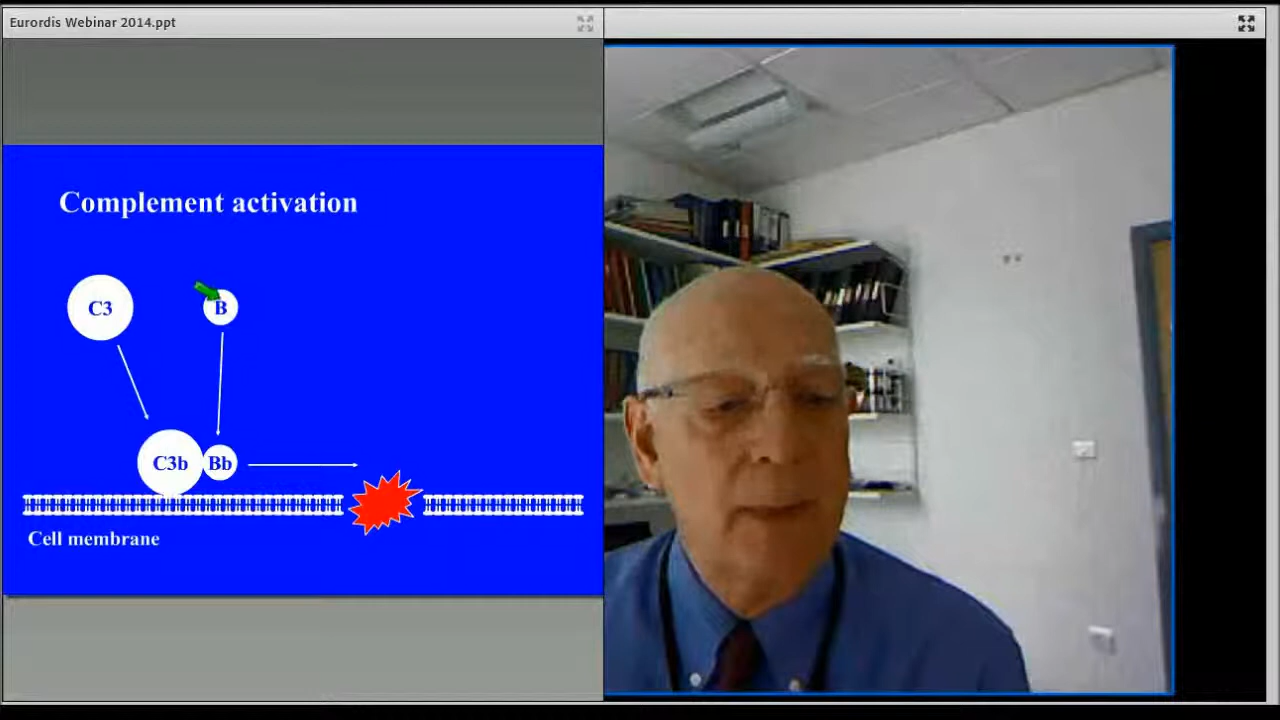 Eurordis Webinar 2014.ppt
Complement activation
C3
B
C3b
Bb
Cell membrane